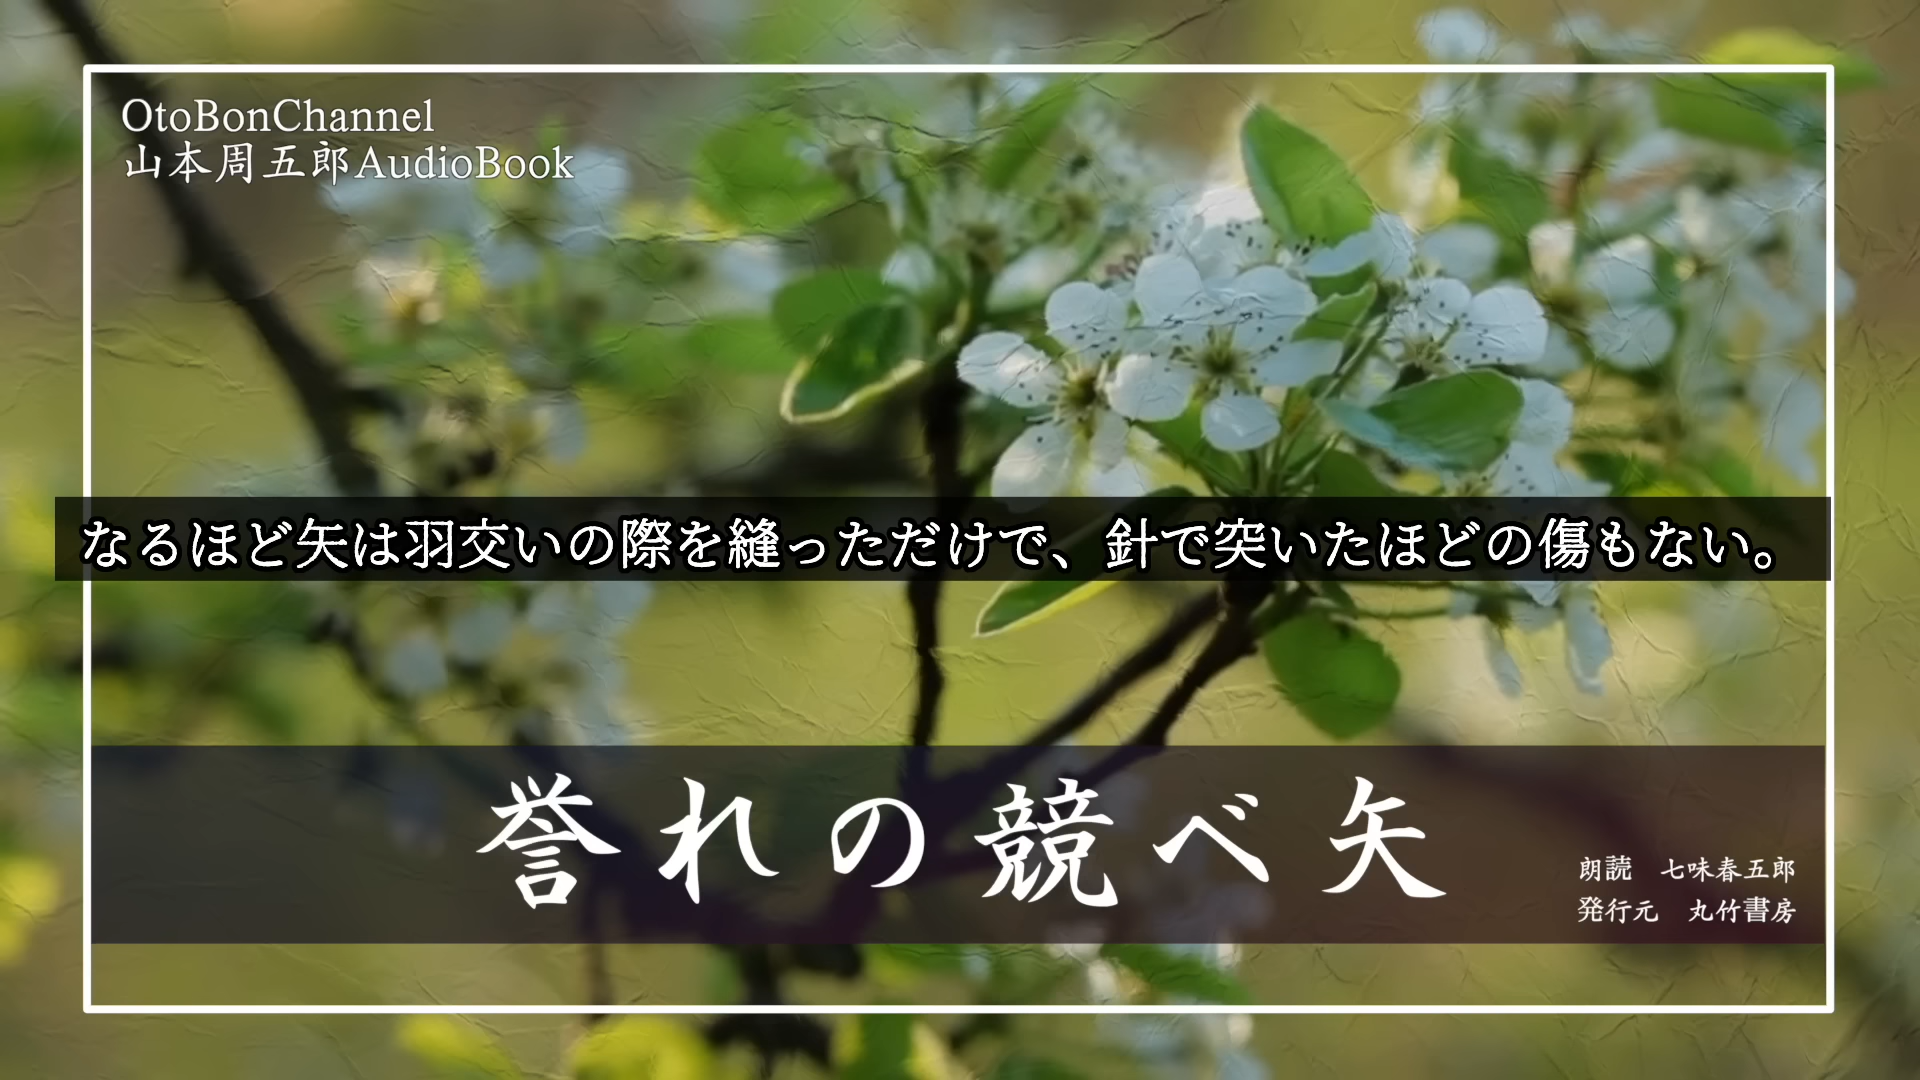 OtoBonChannel
山本周五郎AudioBook
なるほど矢は羽交いの際を縫っただけで、針で突いたほどの傷もない。
誉れの競べ矢
朗読　七味春五郎
発行元　丸竹書房